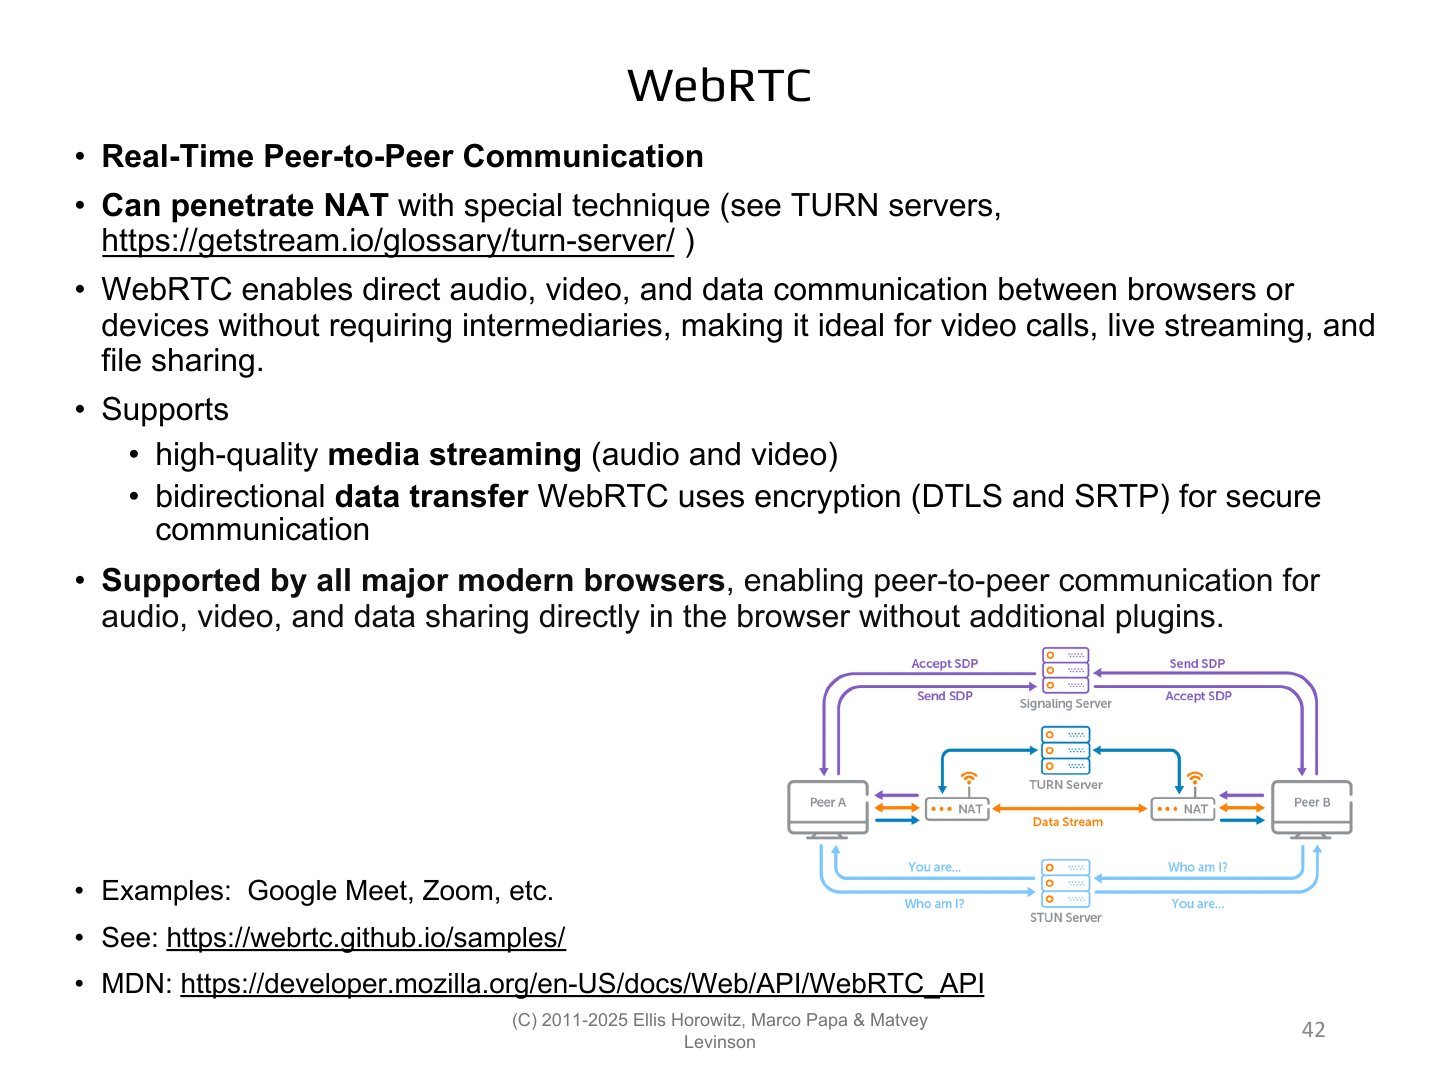 WebRTC
• Real-Time Peer-to-Peer Communication
• Can penetrate NAT with special technique (see TURN servers,
https://getstream.io/glossary/turn-server/ )
• WebRTC enables direct audio, video, and data communication between browsers or
devices without requiring intermediaries, making it ideal for video calls, live streaming, and
file sharing.
• Supports
• high-quality media streaming (audio and video)
• bidirectional data transfer WebRTC uses encryption (DTLS and SRTP) for secure
communication
• Supported by all major modern browsers, enabling peer-to-peer communication for
audio, video, and data sharing directly in the browser without additional plugins.
Accept SDP
Send SDP
Send SDP
Accept SDP
Signaling Server
TURN Server
Peer A
NAT
NAT
Peer B
Data Stream
You are...
Who am I?
Who am I?
You are...
STUN Server
• Examples: Google Meet, Zoom, etc.
• See: https://webrtc.github.io/samples/
• MDN: https://developer.mozilla.org/en-US/docs/Web/API/WebRTC_API
(C) 2011-2025 Ellis Horowitz, Marco Papa & Matvey
Levinson
42